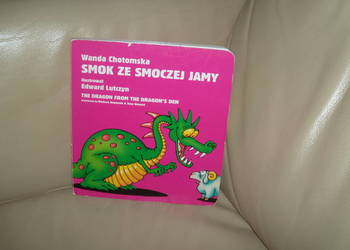 Wanda Chotomska
SMOK ZE SMOCZEJ JAMY
Ilustrował
Edward Lutczyn
THE DRAGON FROM THE DRAGON'S DEN